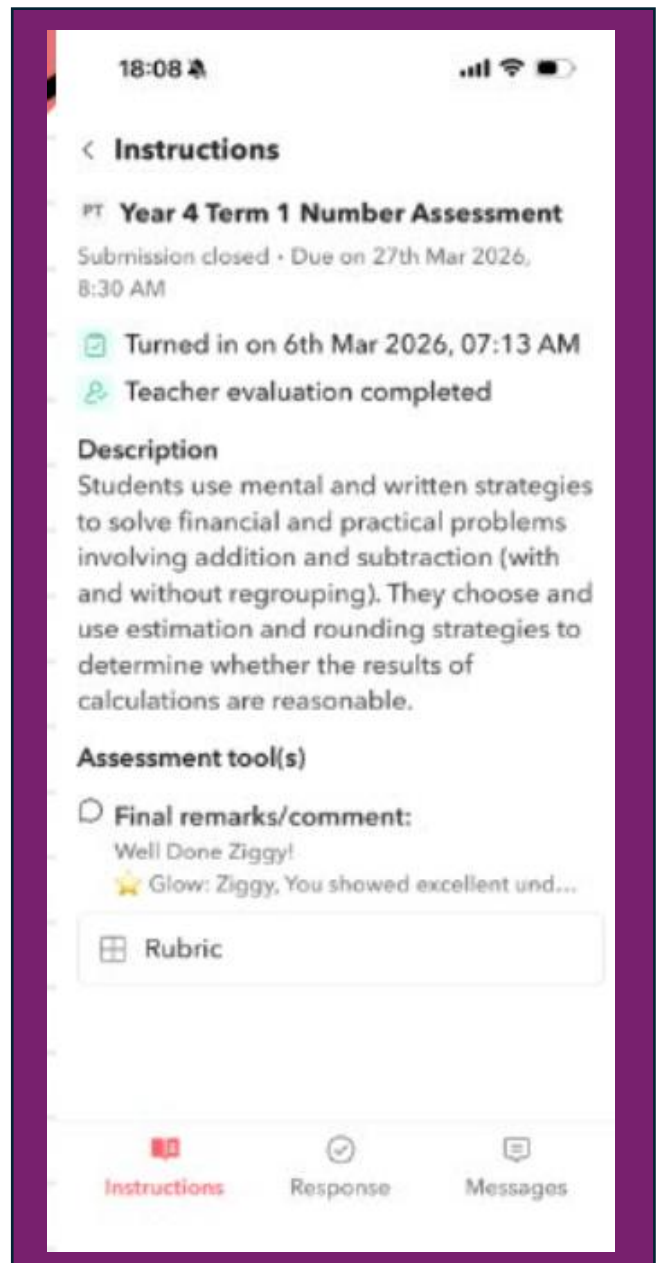 18:08
Instructions
PT Year 4 Term 1 Number Assessment
Submission closed • Due on 27th Mar 2026,
8:30 AM
Turned in on 6th Mar 2026, 07:13 AM
Teacher evaluation completed
Description
Students use mental and written strategies
to solve financial and practical problems
involving addition and subtraction (with
and without regrouping). They choose and
use estimation and rounding strategies to
determine whether the results of
calculations are reasonable.
Assessment tool(s)
Final remarks/comment:
Well Done Ziggy!
⭐ Glow: Ziggy, You showed excellent und...
Rubric
Instructions Response Messages